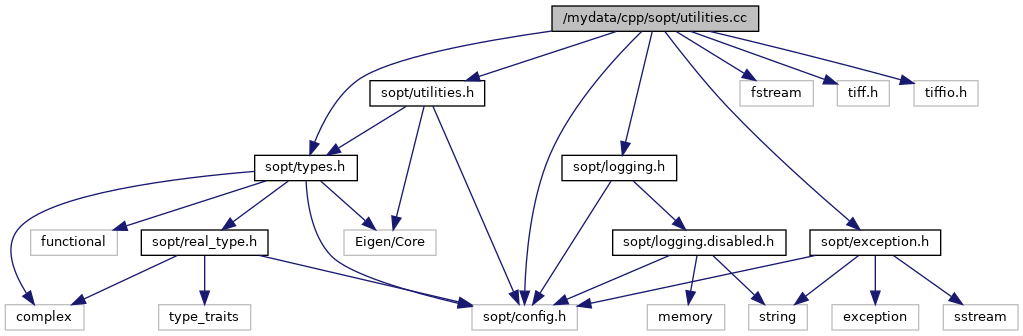 /mydata/cpp/sopt/utilities.cc
sopt/utilities.h
fstream
tiff.h
tiffio.h
sopt/types.h
sopt/logging.h
functional
sopt/real_type.h
Eigen/Core
sopt/logging.disabled.h
sopt/exception.h
complex
type_traits
sopt/config.h
memory
string
exception
sstream